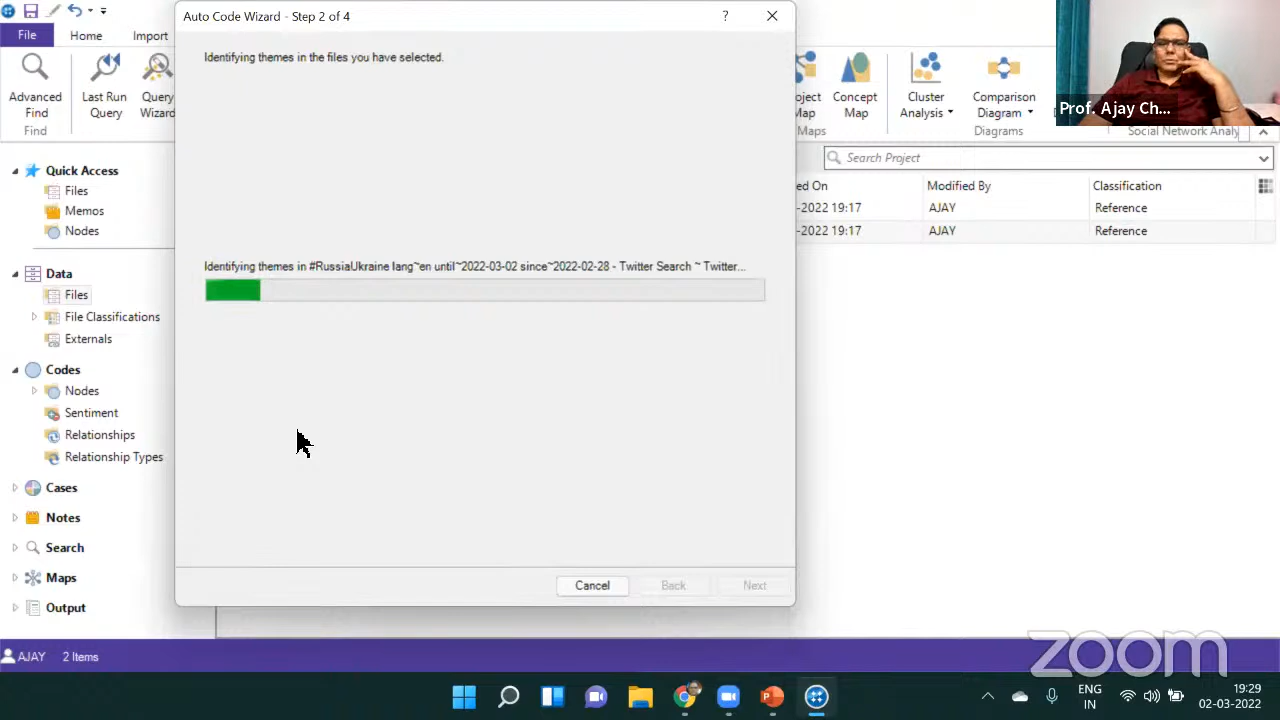 Auto Code Wizard - Step 2 of 4
?
File
Home
Import
Identifying themes in the files you have selected.
Advanced Find
Last Run Query
Query Wizard
Map
Concept Map
Cluster Analysis
Comparison Diagram
Find
Maps
Diagrams
Social Network
Prof. Ajay Ch...
Search Project
Quick Access
Files
Memos
Nodes
ed On
Modified By
Classification
-2022 19:17
AJAY
Reference
-2022 19:17
AJAY
Reference
Data
Files
File Classifications
Externals
Identifying themes in #RussiaUkraine lang~en until~2022-03-02 since~2022-02-28 - Twitter Search ~ Twitter...
Codes
Nodes
Sentiment
Relationships
Relationship Types
Cases
Notes
Search
Maps
Output
Cancel
Back
Next
AJAY
2 Items
zoom
ENG
IN
19:29
02-03-2022